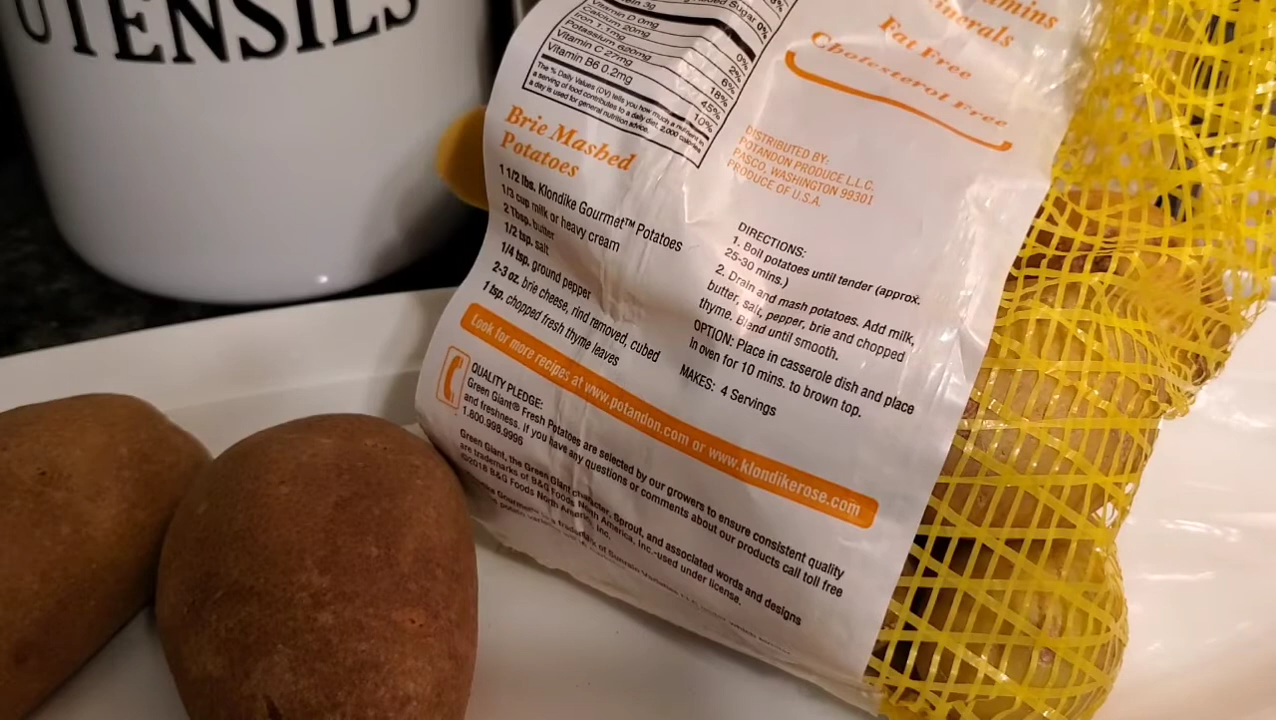 UTENSILS
Added Sugar 0%
3g
Vitamin D 0mg 0%
Calcium 20mg 2%
Iron 1.1mg 6%
Potassium 620mg 18%
Vitamin C 27mg 45%
Vitamin B6 0.2mg 10%
The % Daily Values (DV) tells you how much a nutrient in
a serving of food contributes to a daily diet. 2,000 calories
a day is used for general nutrition advice.
Fat Free
Cholesterol Free
DISTRIBUTED BY:
POTANDON PRODUCE L.L.C.
PASCO, WASHINGTON 99301
PRODUCE OF U.S.A.
Brie Mashed
Potatoes
1 1/2 lbs. Klondike Gourmet™ Potatoes
1/3 cup milk or heavy cream
2 Tbsp. butter
1/2 tsp. salt
1/4 tsp. ground pepper
2-3 oz. brie cheese, rind removed, cubed
1 tsp. chopped fresh thyme leaves
DIRECTIONS:
1. Boil potatoes until tender (approx.
25-30 mins.)
2. Drain and mash potatoes. Add milk,
butter, salt, pepper, brie and chopped
thyme. Blend until smooth.
OPTION: Place in casserole dish and place
in oven for 10 mins. to brown top.
MAKES: 4 Servings
Look for more recipes at www.potandon.com or www.klondikerose.com
QUALITY PLEDGE:
Green Giant® Fresh Potatoes are selected by our growers to ensure consistent quality
and freshness. If you have any questions or comments about our products call toll free
1.800.998.9996
Green Giant, the Green Giant character, Sprout, and associated words and designs
are trademarks of B&G Foods North America, Inc.-used under license.
©2018 B&G Foods North America, Inc.